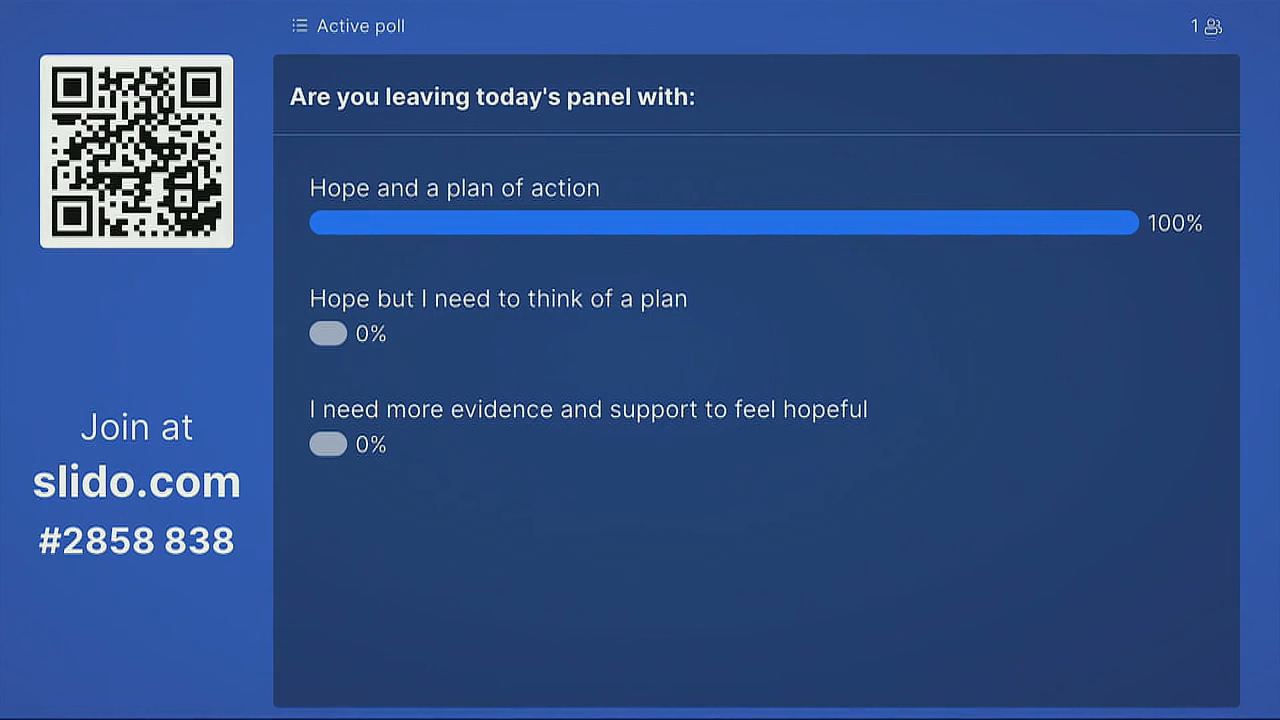 Active poll
1
Are you leaving today's panel with:
Hope and a plan of action
100%
Hope but I need to think of a plan
0%
I need more evidence and support to feel hopeful
0%
Join at
slido.com
#2858 838